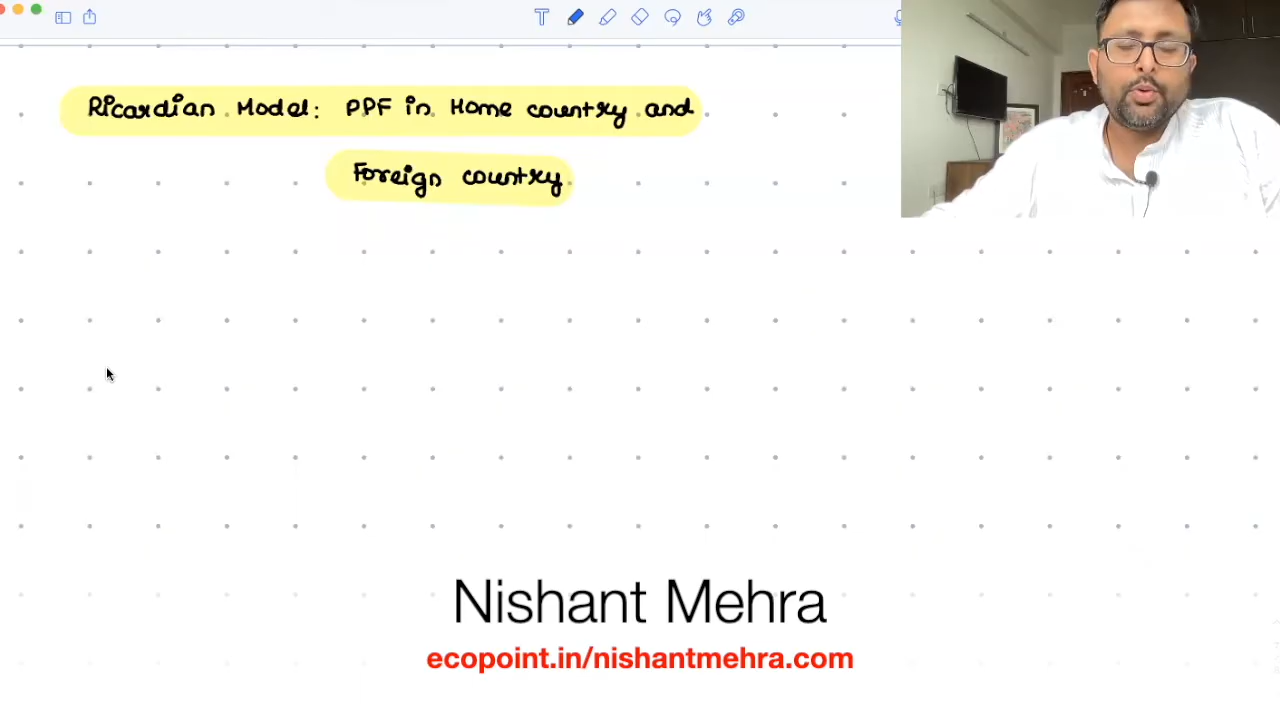 Ricardian Model: PPF in Home country and
Foreign country
Nishant Mehra
ecopoint.in/nishantmehra.com